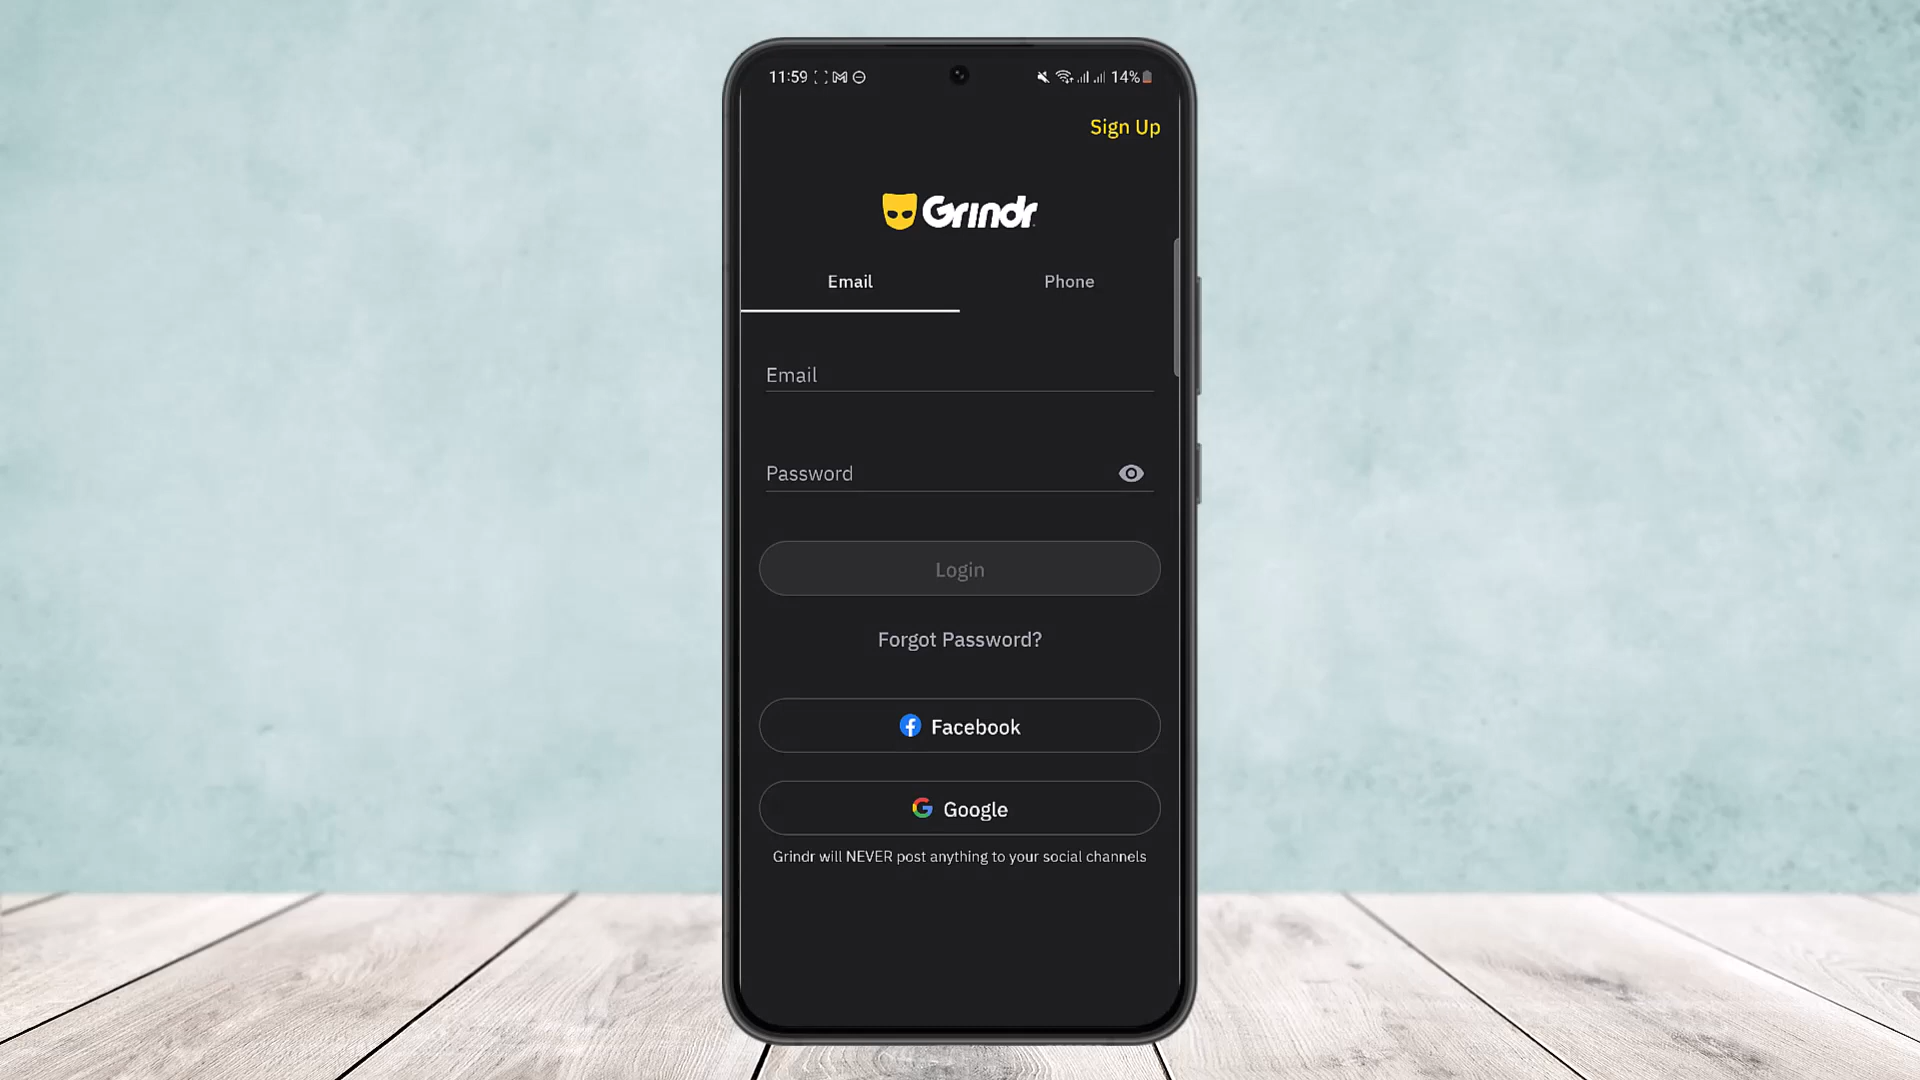 11:59 14%
Sign Up
Grindr
Email Phone
Email
Password
Login
Forgot Password?
Facebook
Google
Grindr will NEVER post anything to your social channels